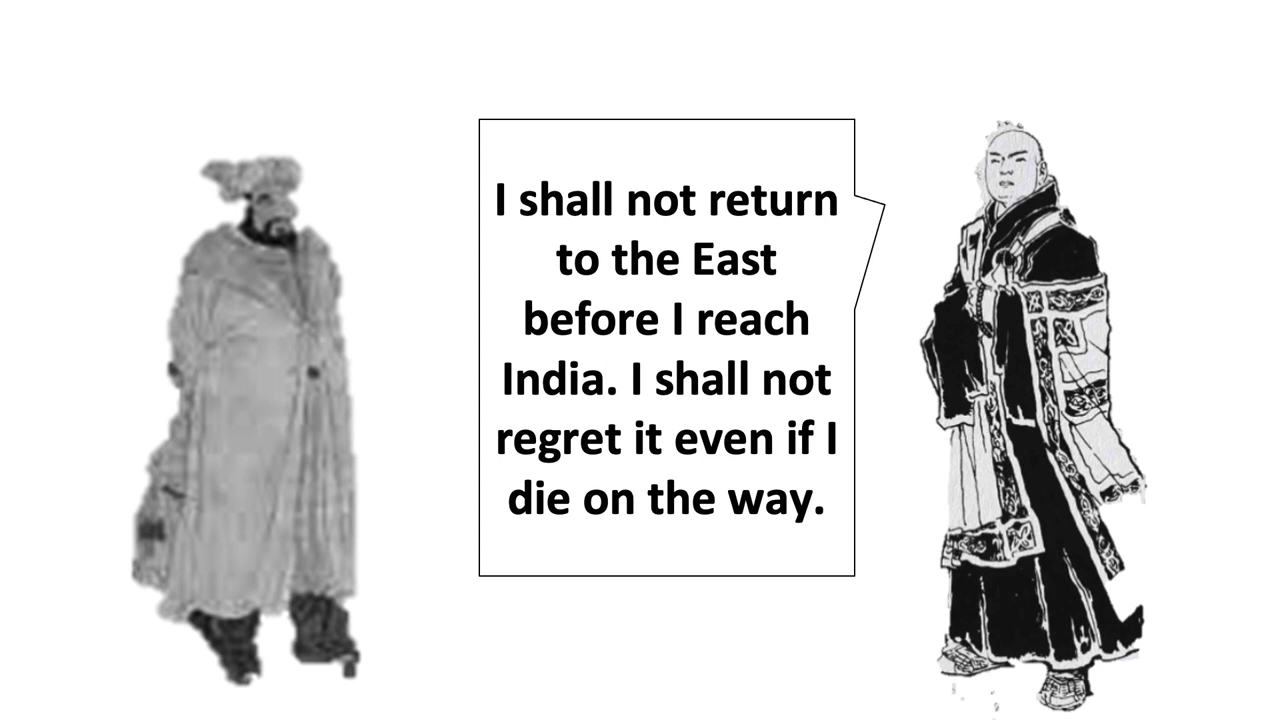 I shall not return
to the East
before I reach
India. I shall not
regret it even if I
die on the way.